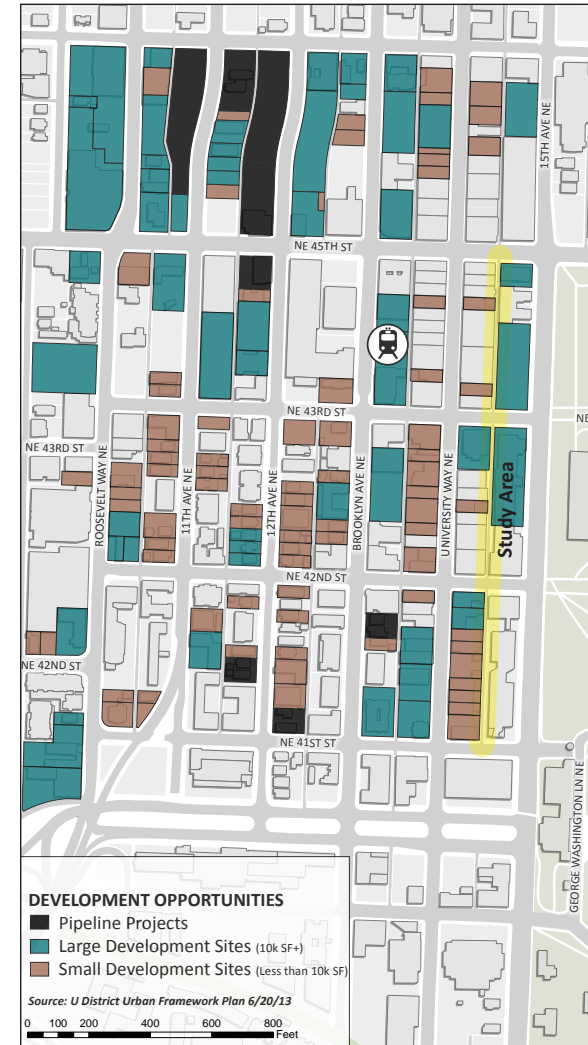 15TH AVE NE
NE 45TH ST
NE 43RD ST
NE 43RD ST
NE
ROOSEVELT WAY NE
11TH AVE NE
12TH AVE NE
BROOKLYN AVE NE
UNIVERSITY WAY NE
Study Area
NE 42ND ST
NE 42ND ST
NE 41ST ST
GEORGE WASHINGTON LN NE
DEVELOPMENT OPPORTUNITIES
Pipeline Projects
Large Development Sites (10k SF+)
Small Development Sites (Less than 10k SF)
Source: U District Urban Framework Plan 6/20/13
0 100 200 400 600 800
Feet